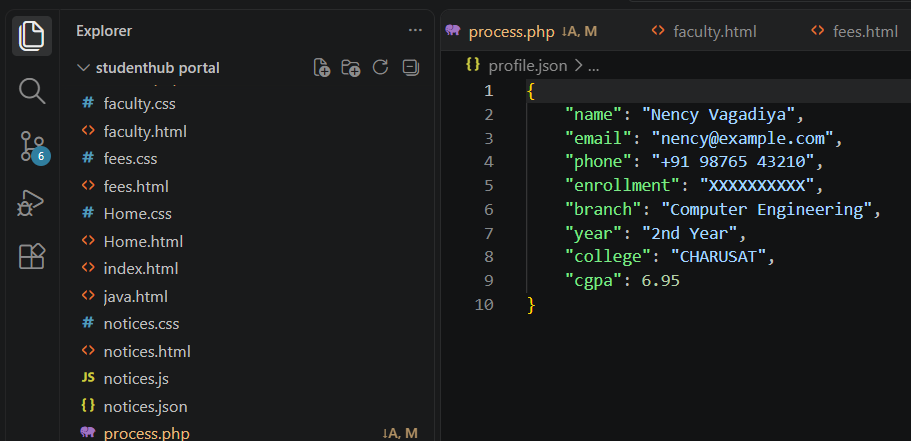 Explorer
studenthub portal
# faculty.css
<> faculty.html
# fees.css
<> fees.html
# Home.css
<> Home.html
<> index.html
<> java.html
# notices.css
<> notices.html
JS notices.js
{} notices.json
process.php ↓A, M
6
process.php ↓A, M
<> faculty.html
<> fees.html
{} profile.json > ...
1 {
2 "name": "Nency Vagadiya",
3 "email": "nency@example.com",
4 "phone": "+91 98765 43210",
5 "enrollment": "XXXXXXXXXX",
6 "branch": "Computer Engineering",
7 "year": "2nd Year",
8 "college": "CHARUSAT",
9 "cgpa": 6.95
10 }